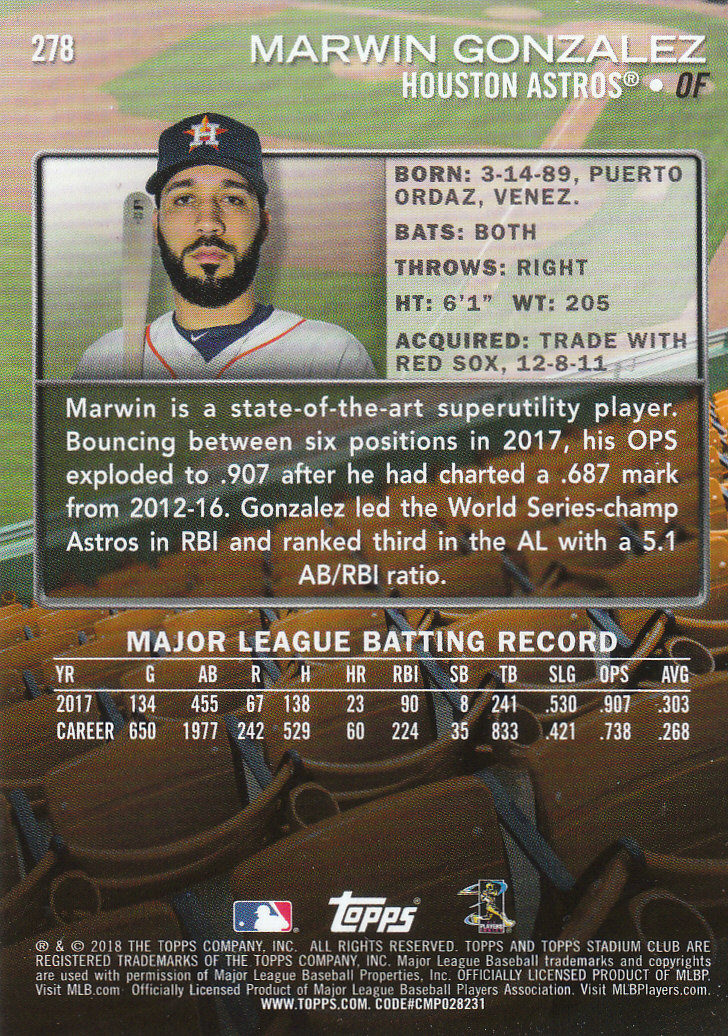 278
MARWIN GONZALEZ
HOUSTON ASTROS® • OF
H
BORN: 3-14-89, PUERTO
ORDAZ, VENEZ.
BATS: BOTH
THROWS: RIGHT
HT: 6'1" WT: 205
ACQUIRED: TRADE WITH
RED SOX, 12-8-11
Marwin is a state-of-the-art superutility player.
Bouncing between six positions in 2017, his OPS
exploded to .907 after he had charted a .687 mark
from 2012-16. Gonzalez led the World Series-champ
Astros in RBI and ranked third in the AL with a 5.1
AB/RBI ratio.
MAJOR LEAGUE BATTING RECORD
YR G AB R H HR RBI SB TB SLG OPS AVG
2017 134 455 67 138 23 90 8 241 .530 .907 .303
CAREER 650 1977 242 529 60 224 35 833 .421 .738 .268
TOPPS®
PLAYERS
® & © 2018 THE TOPPS COMPANY, INC. ALL RIGHTS RESERVED. TOPPS AND TOPPS STADIUM CLUB ARE
REGISTERED TRADEMARKS OF THE TOPPS COMPANY, INC. Major League Baseball trademarks and copyrights
are used with permission of Major League Baseball Properties, Inc. OFFICIALLY LICENSED PRODUCT OF MLBP.
Visit MLB.com Officially Licensed Product of Major League Baseball Players Association. Visit MLBPlayers.com.
WWW.TOPPS.COM. CODE#CMP028231